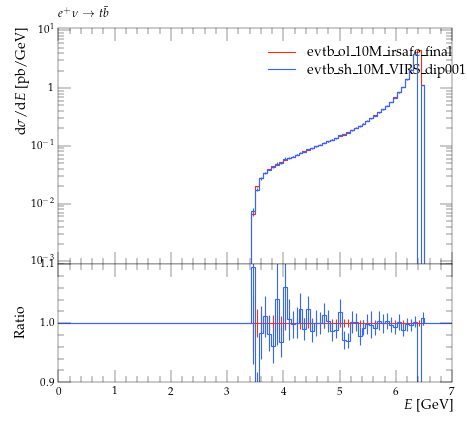 e⁺ν → tb̄
dσ/dE [pb/GeV]
10¹
1
10⁻¹
10⁻²
10⁻³
evtb_ol_10M_irsafe_final
evtb_sh_10M_VIRS_dip001
Ratio
1.1
1.0
0.9
0 1 2 3 4 5 6 7
E [GeV]